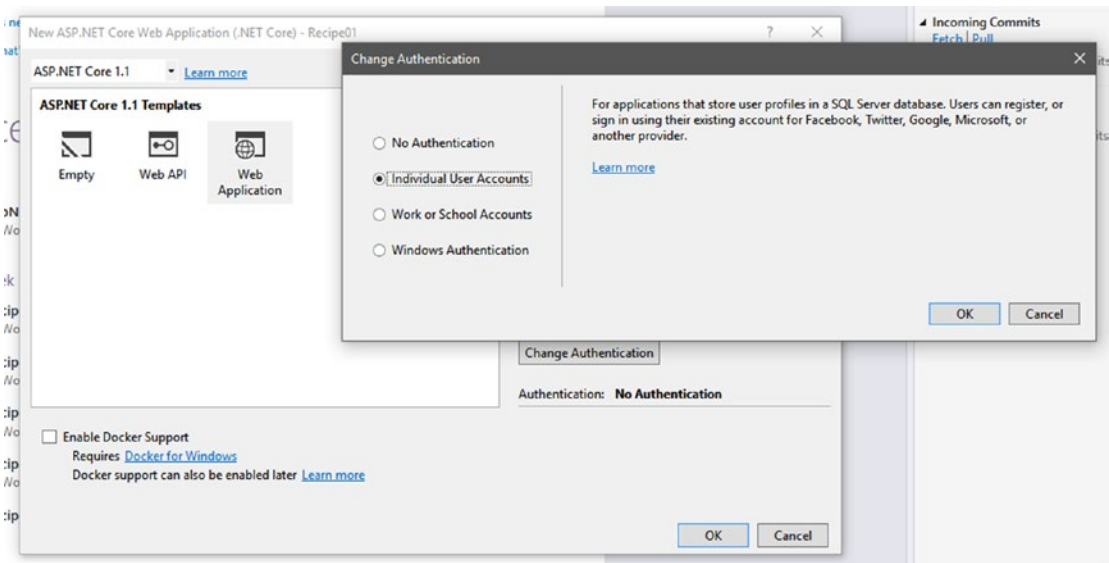 New ASP.NET Core Web Application (.NET Core) - Recipe01
? ×
ASP.NET Core 1.1
Learn more
ASP.NET Core 1.1 Templates
Empty
Web API
Web
Application
Change Authentication
No Authentication
Individual User Accounts
Work or School Accounts
Windows Authentication
For applications that store user profiles in a SQL Server database. Users can register, or
sign in using their existing account for Facebook, Twitter, Google, Microsoft, or
another provider.
Learn more
OK Cancel
Change Authentication
Authentication: No Authentication
Enable Docker Support
Requires Docker for Windows
Docker support can also be enabled later Learn more
OK Cancel
Incoming Commits
Fetch | Pull